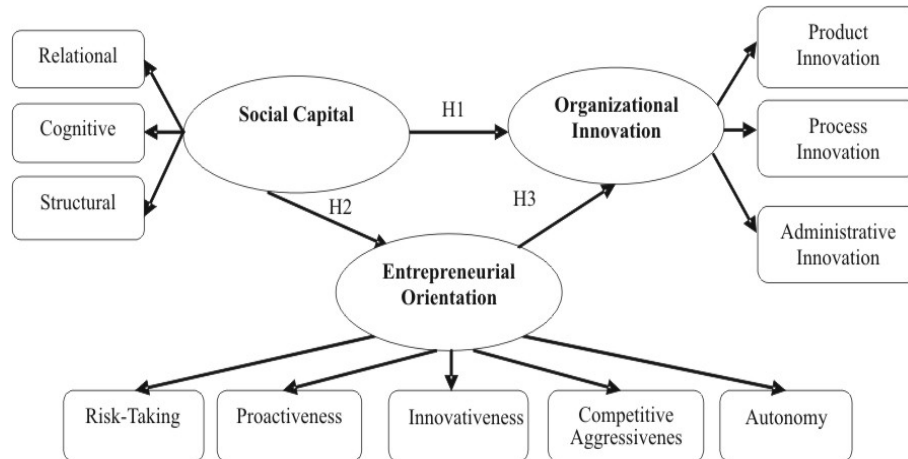 Relational
Cognitive
Structural
Social Capital
H1
Organizational
Innovation
Product
Innovation
Process
Innovation
Administrative
Innovation
H2
H3
Entrepreneurial
Orientation
Risk-Taking
Proactiveness
Innovativeness
Competitive
Aggressivenes
Autonomy